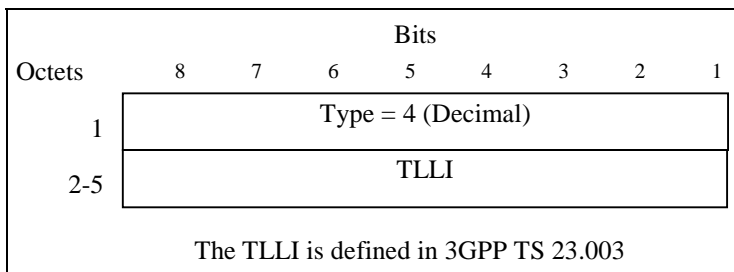 Bits
Octets 8 7 6 5 4 3 2 1
1 Type = 4 (Decimal)
2-5 TLLI
The TLLI is defined in 3GPP TS 23.003